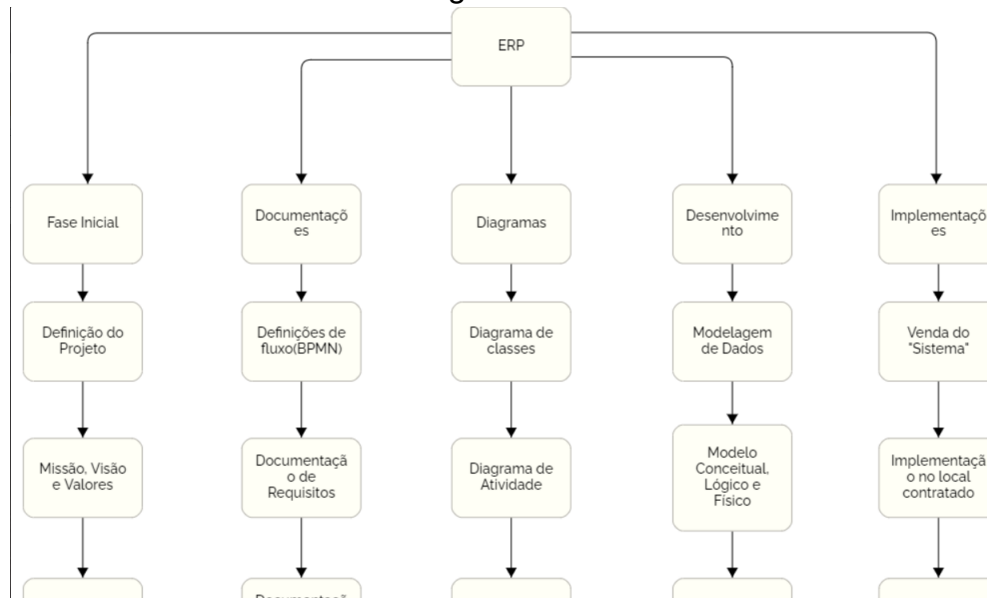 ERP
Fase Inicial
Documentaçõ
es
Diagramas
Desenvolvime
nto
Implementaçõ
es
Definição do
Projeto
Definições de
fluxo(BPMN)
Diagrama de
classes
Modelagem
de Dados
Venda do
"Sistema"
Missão, Visão
e Valores
Documentaçã
o de
Requisitos
Diagrama de
Atividade
Modelo
Conceitual,
Lógico e
Físico
Implementaçã
o no local
contratado